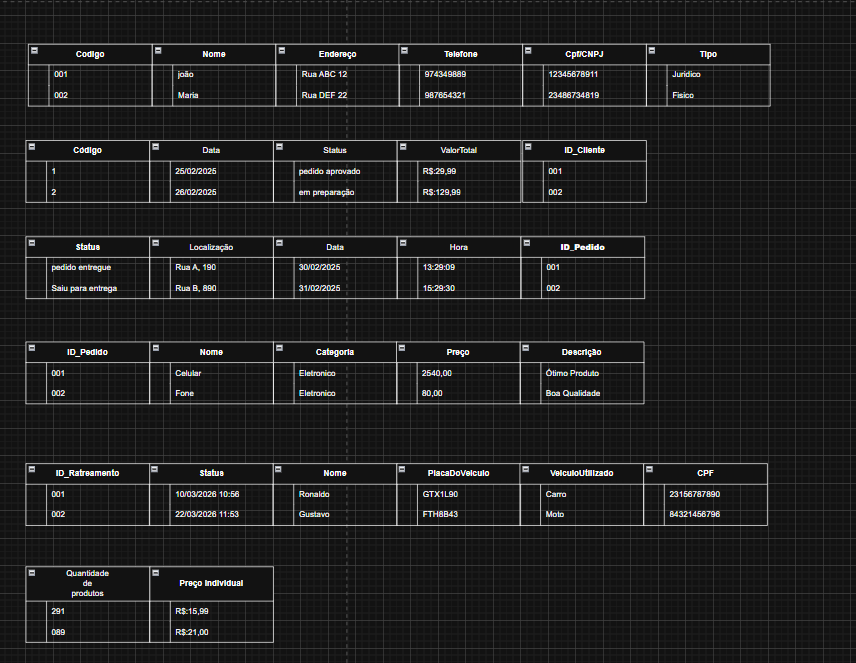 Codigo Nome Endereço Telefone Cpf/CNPJ Tipo
001 joão Rua ABC 12 974349889 12345678911 Jurídico
002 Maria Rua DEF 22 987654321 23486734819 Físico
Código Data Status ValorTotal ID_Cliente
1 25/02/2025 pedido aprovado R$:29,99 001
2 26/02/2025 em preparação R$:129,99 002
Status Localização Data Hora ID_Pedido
pedido entregue Rua A, 190 30/02/2025 13:29:09 001
Saiu para entrega Rua B, 890 31/02/2025 15:29:30 002
ID_Pedido Nome Categoria Preço Descrição
001 Celular Eletronico 2540,00 Ótimo Produto
002 Fone Eletronico 80,00 Boa Qualidade
ID_Ratreamento Status Nome PlacaDoVeiculo VeiculoUtilizado CPF
001 10/03/2026 10:56 Ronaldo GTX1L90 Carro 23156787890
002 22/03/2026 11:53 Gustavo FTH8B43 Moto 84321456796
Quantidade
de
produtos
Preço Individual
291 R$:15,99
089 R$:21,00